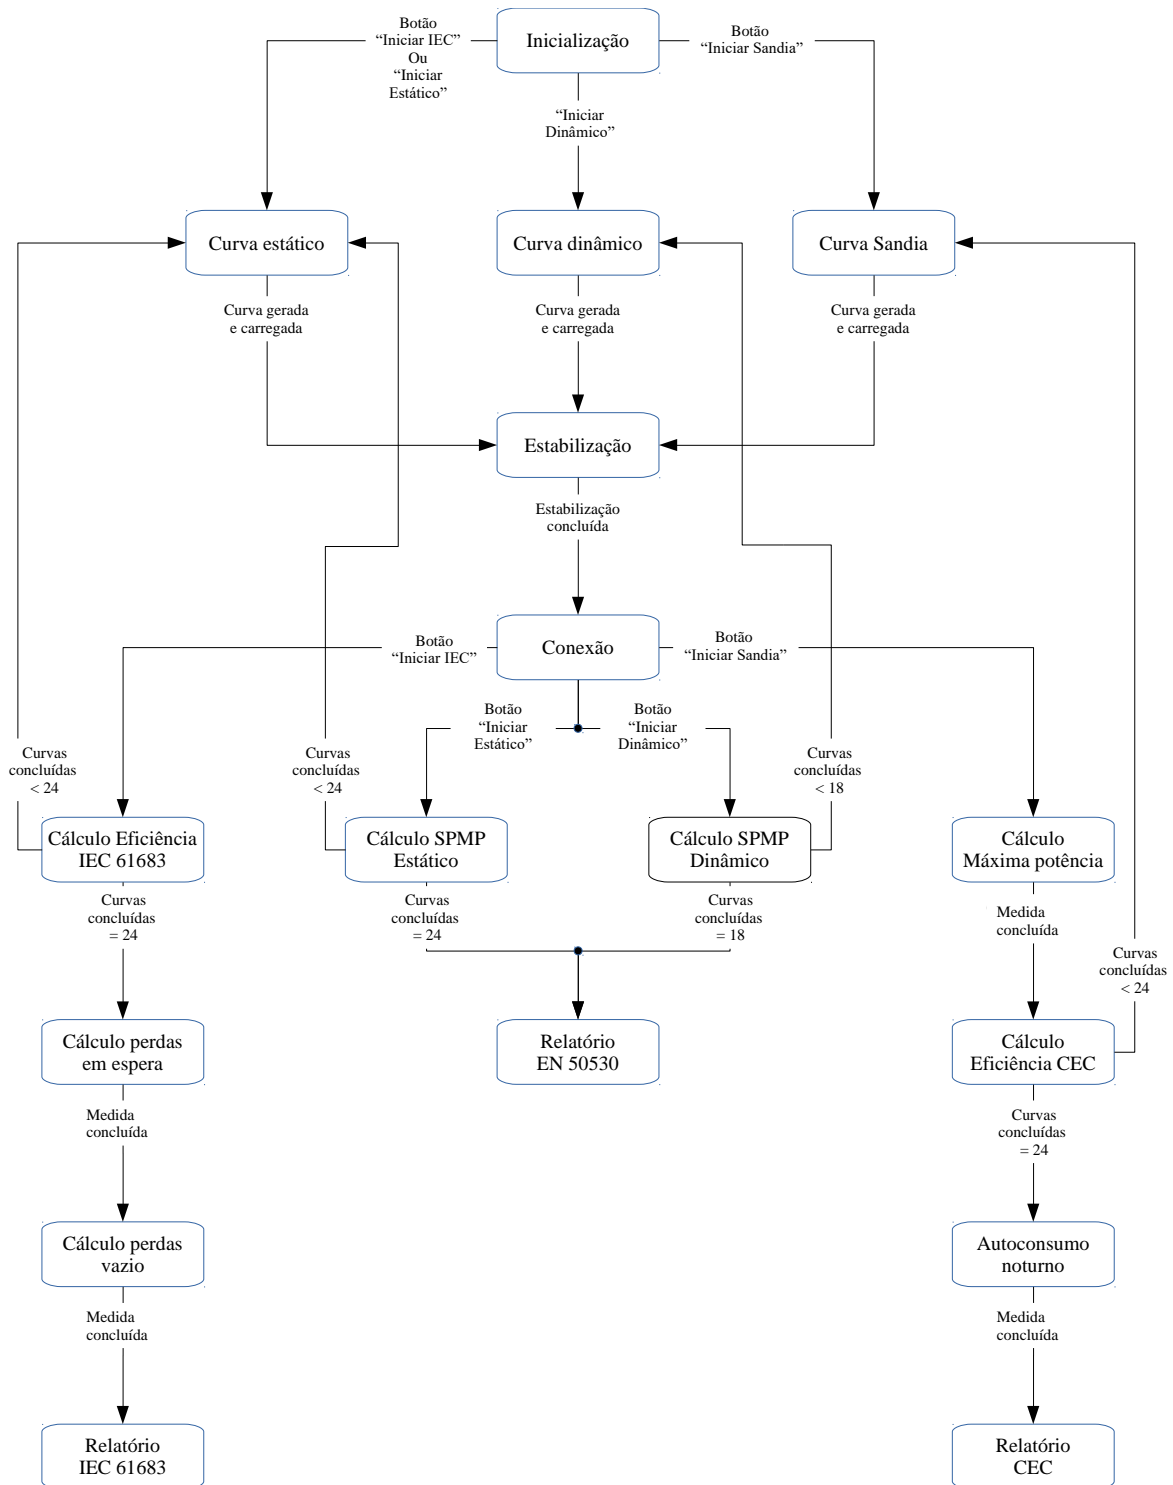 Botão
“Iniciar IEC”
Ou
“Iniciar
Estático”
Inicialização
Botão
“Iniciar Sandia”
“Iniciar
Dinâmico”
Curva estático
Curva dinâmico
Curva Sandia
Curva gerada
e carregada
Curva gerada
e carregada
Curva gerada
e carregada
Estabilização
Estabilização
concluída
Botão
“Iniciar IEC”
Conexão
Botão
“Iniciar Sandia”
Botão
“Iniciar
Estático”
Botão
“Iniciar
Dinâmico”
Curvas
concluídas
< 24
Curvas
concluídas
< 24
Curvas
concluídas
< 18
Cálculo Eficiência
IEC 61683
Cálculo SPMP
Estático
Cálculo SPMP
Dinâmico
Cálculo
Máxima potência
Curvas
concluídas
= 24
Curvas
concluídas
= 24
Curvas
concluídas
= 18
Medida
concluída
Curvas
concluídas
< 24
Cálculo perdas
em espera
Relatório
EN 50530
Cálculo
Eficiência CEC
Medida
concluída
Curvas
concluídas
= 24
Cálculo perdas
vazio
Autoconsumo
noturno
Medida
concluída
Medida
concluída
Relatório
IEC 61683
Relatório
CEC